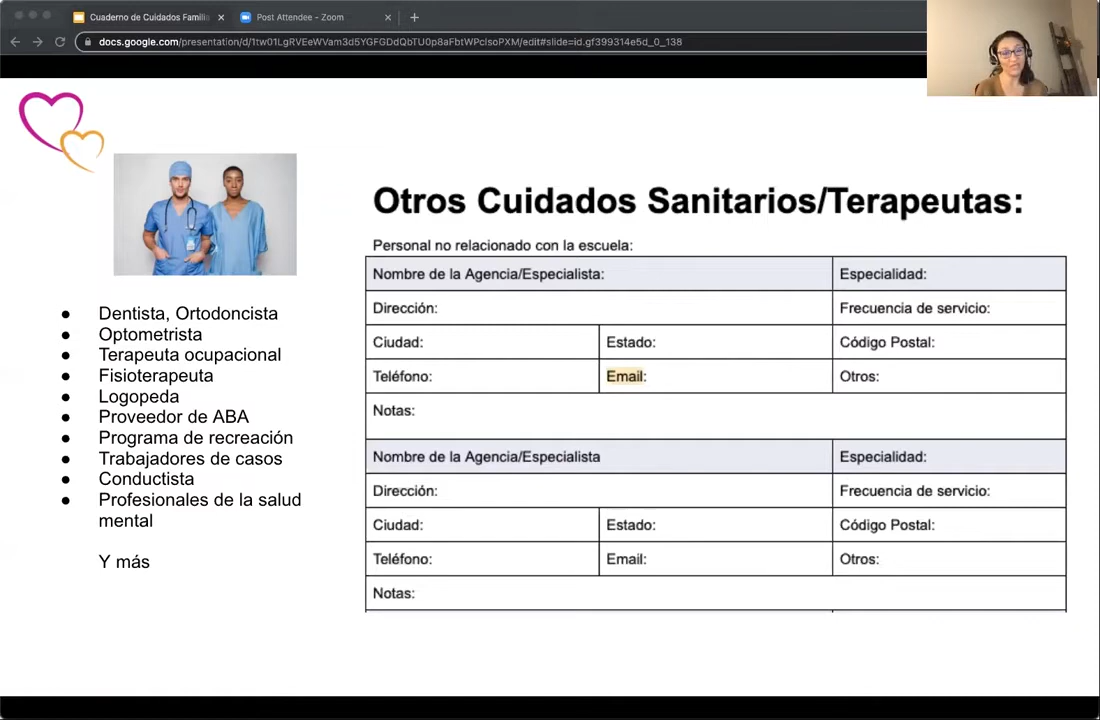 Cuaderno de Cuidados Famili
Post Attendee - Zoom
docs.google.com/presentation/d/1tw01LgRVEeWVam3d5YGFGDdQbTU0p8aFbtWPclsoPXM/edit#slide=id.gf399314e5d_0_138
Otros Cuidados Sanitarios/Terapeutas:
Personal no relacionado con la escuela:
Nombre de la Agencia/Especialista: Especialidad:
Dirección: Frecuencia de servicio:
Ciudad: Estado: Código Postal:
Teléfono: Email: Otros:
Notas:
Nombre de la Agencia/Especialista Especialidad:
Dirección: Frecuencia de servicio:
Ciudad: Estado: Código Postal:
Teléfono: Email: Otros:
Notas:
● Dentista, Ortodoncista
● Optometrista
● Terapeuta ocupacional
● Fisioterapeuta
● Logopeda
● Proveedor de ABA
● Programa de recreación
● Trabajadores de casos
● Conductista
● Profesionales de la salud
mental
Y más